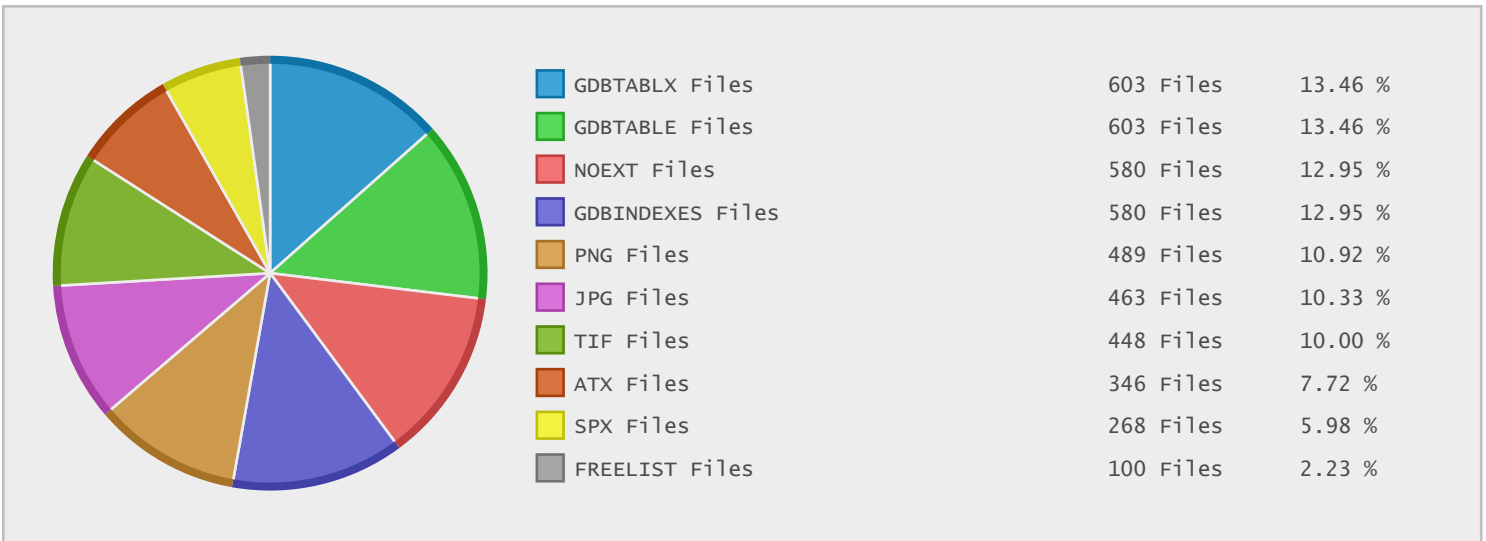 GDBTABLX Files 603 Files 13.46 %
GDBTABLE Files 603 Files 13.46 %
NOEXT Files 580 Files 12.95 %
GDBINDEXES Files 580 Files 12.95 %
PNG Files 489 Files 10.92 %
JPG Files 463 Files 10.33 %
TIF Files 448 Files 10.00 %
ATX Files 346 Files 7.72 %
SPX Files 268 Files 5.98 %
FREELIST Files 100 Files 2.23 %